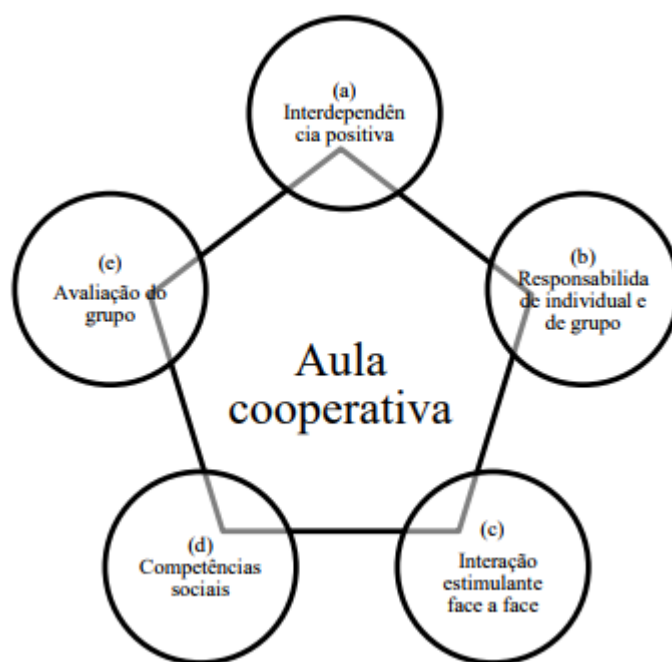 (a)
Interdependên
cia positiva
(b)
Responsabilida
de individual e
de grupo
(c)
Interação
estimulante
face a face
(d)
Competências
sociais
(e)
Avaliação do
grupo
Aula
cooperativa